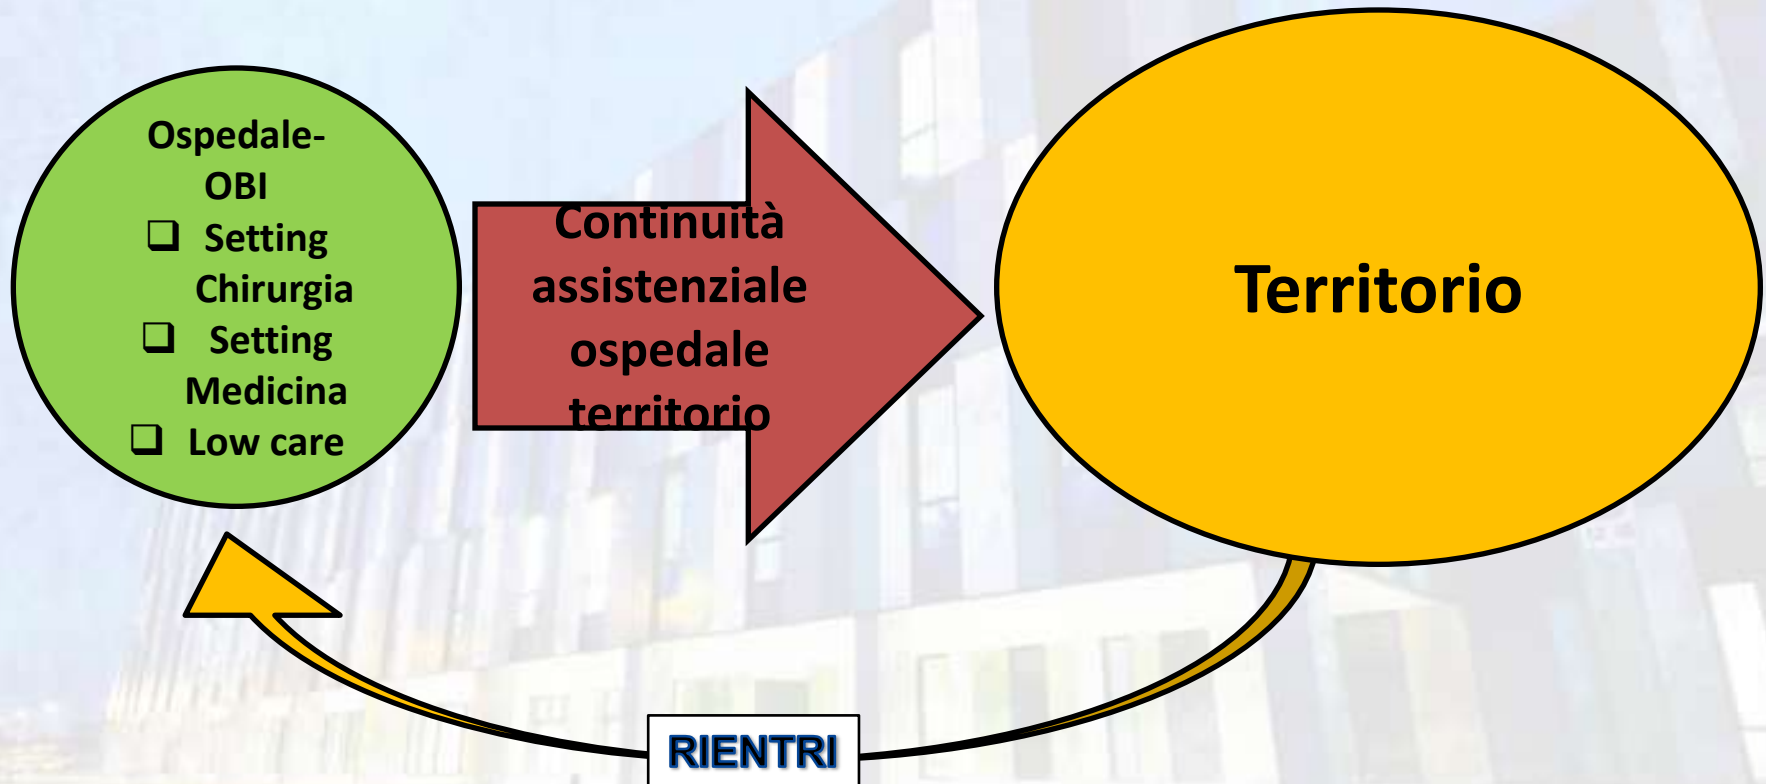 Ospedale-
OBI
❑ Setting
Chirurgia
❑ Setting
Medicina
❑ Low care
Continuità
assistenziale
ospedale
territorio
Territorio
RIENTRI